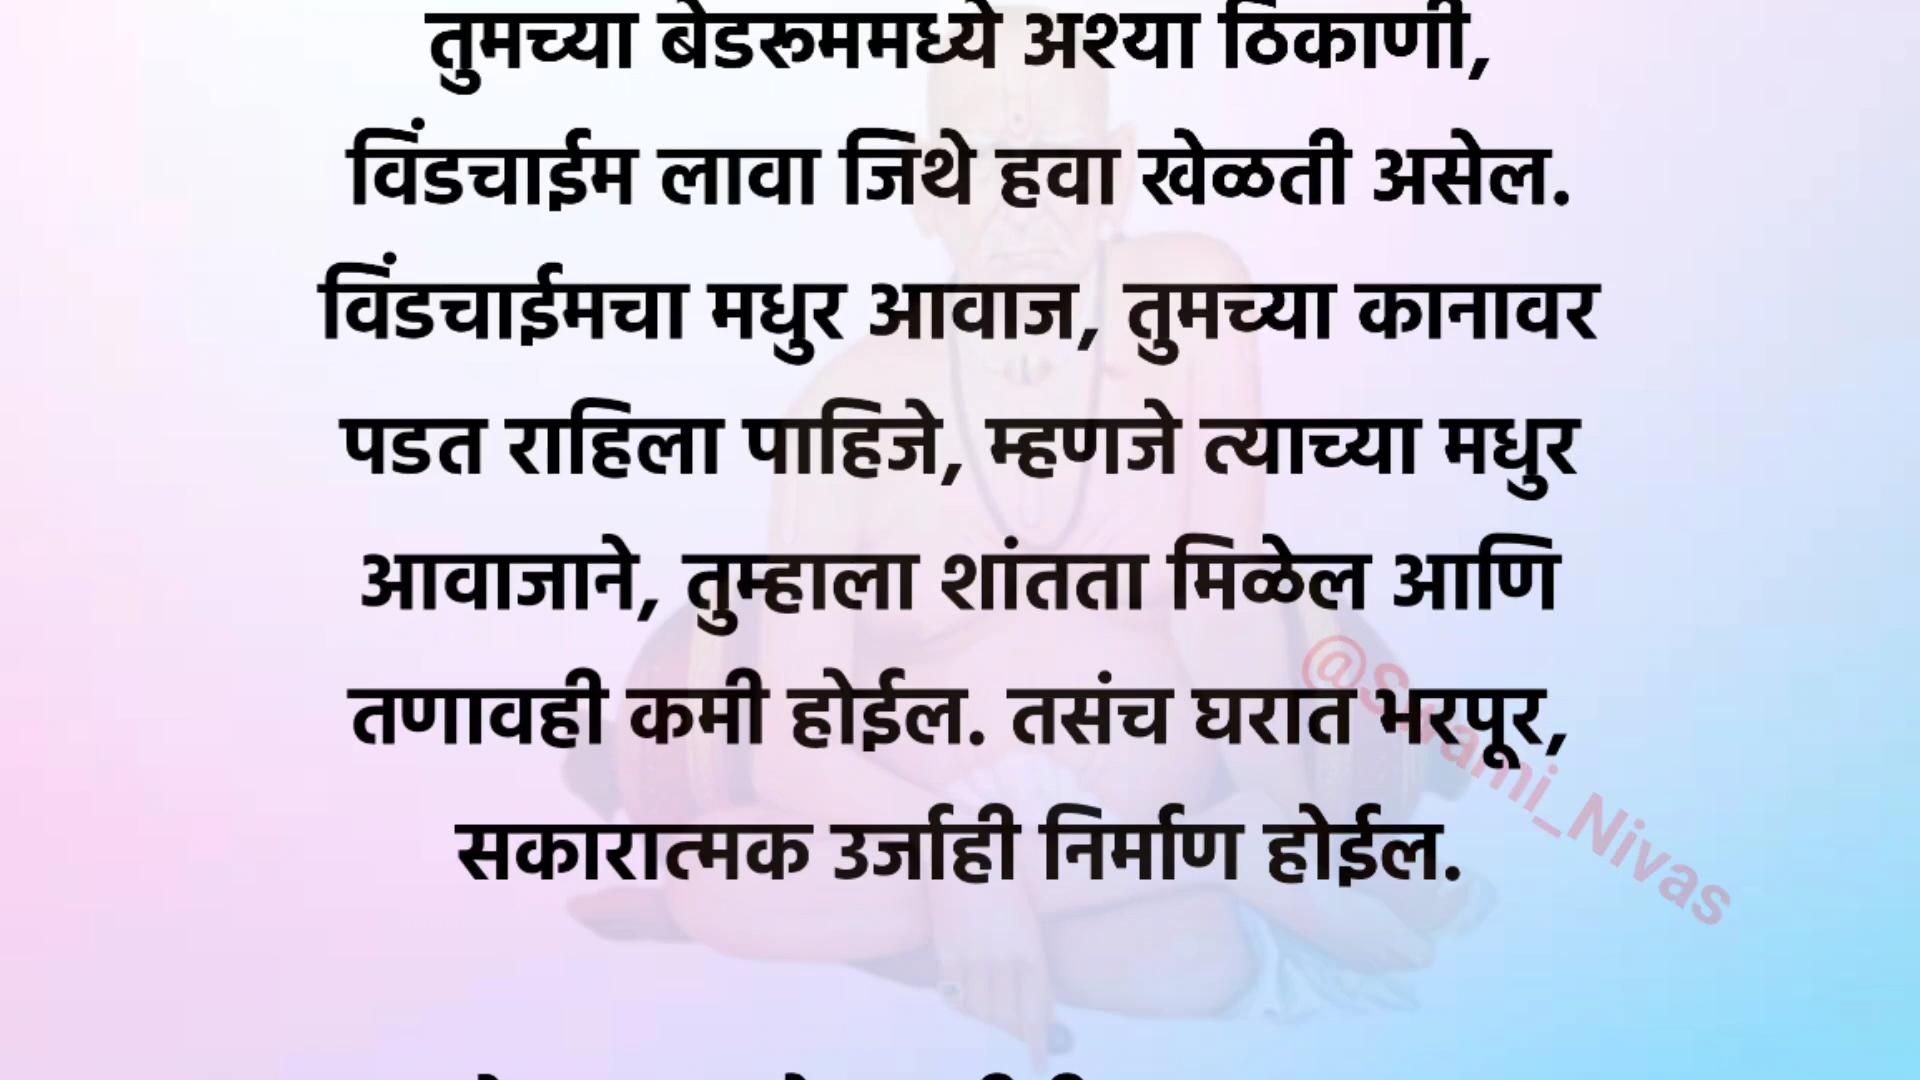 तुमच्या बेडरूममध्ये अश्या ठिकाणी,
विंडचाईम लावा जिथे हवा खेळती असेल.
विंडचाईमचा मधुर आवाज, तुमच्या कानावर
पडत राहिला पाहिजे, म्हणजे त्याच्या मधुर
आवाजाने, तुम्हाला शांतता मिळेल आणि
तणावही कमी होईल. तसंच घरात भरपूर,
सकारात्मक उर्जाही निर्माण होईल.
@Swami_Nivas